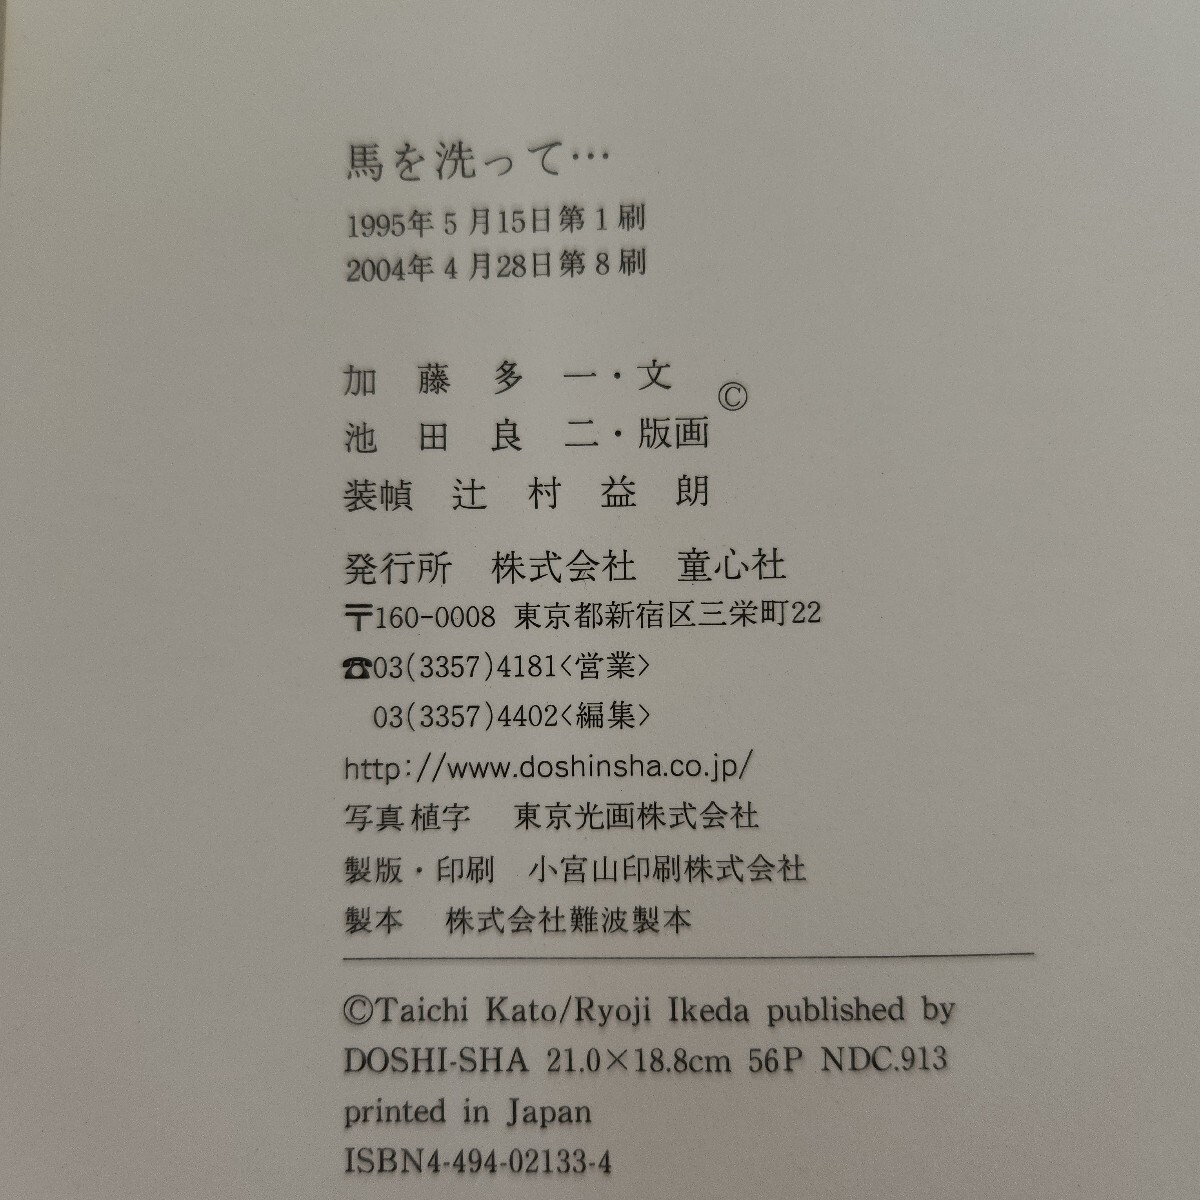 馬を洗って…
1995年5月15日第1刷
2004年4月28日第8刷
加藤多一・文
池田良二・版画 ©
装幀 辻村益朗
発行所 株式会社 童心社
〒160-0008 東京都新宿区三栄町22
☎03(3357)4181<営業>
03(3357)4402<編集>
http://www.doshinsha.co.jp/
写真植字 東京光画株式会社
製版・印刷 小宮山印刷株式会社
製本 株式会社難波製本
©Taichi Kato/Ryoji Ikeda published by
DOSHI-SHA 21.0×18.8cm 56P NDC.913
printed in Japan
ISBN4-494-02133-4